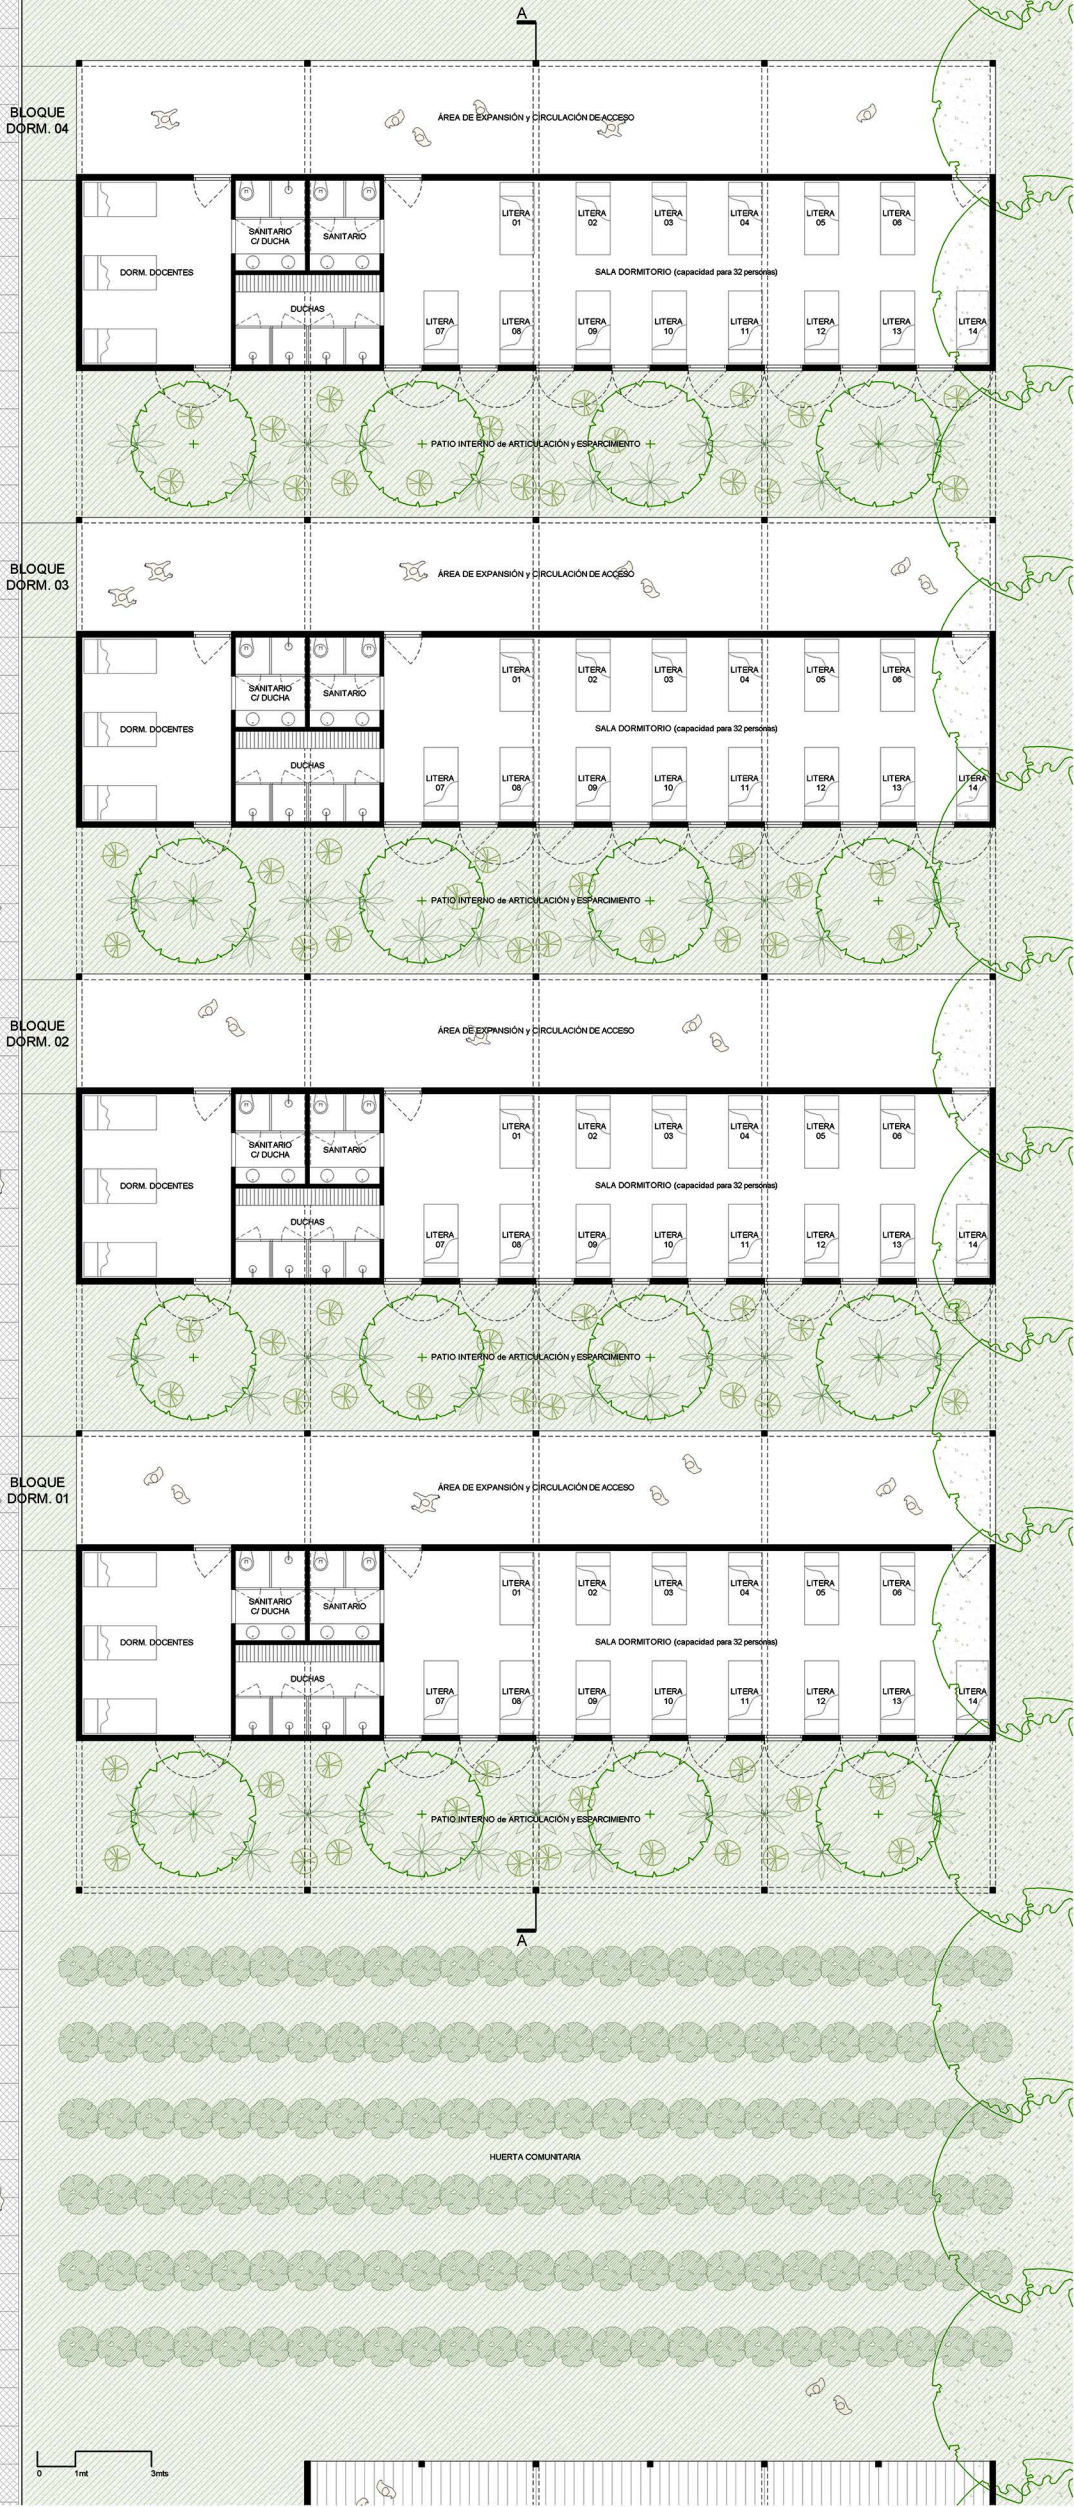 A
BLOQUE
DORM. 04
ÁREA DE EXPANSIÓN y CIRCULACIÓN DE ACCESO
LITERA
01
LITERA
02
LITERA
03
LITERA
04
LITERA
05
LITERA
06
SANITARIO
C/ DUCHA
SANITARIO
DORM. DOCENTES
SALA DORMITORIO (capacidad para 32 personas)
DUCHAS
LITERA
07
LITERA
08
LITERA
09
LITERA
10
LITERA
11
LITERA
12
LITERA
13
LITERA
14
PATIO INTERNO de ARTICULACIÓN y ESPARCIMIENTO
BLOQUE
DORM. 03
ÁREA DE EXPANSIÓN y CIRCULACIÓN DE ACCESO
LITERA
01
LITERA
02
LITERA
03
LITERA
04
LITERA
05
LITERA
06
SANITARIO
C/ DUCHA
SANITARIO
DORM. DOCENTES
SALA DORMITORIO (capacidad para 32 personas)
DUCHAS
LITERA
07
LITERA
08
LITERA
09
LITERA
10
LITERA
11
LITERA
12
LITERA
13
LITERA
14
PATIO INTERNO de ARTICULACIÓN y ESPARCIMIENTO
BLOQUE
DORM. 02
ÁREA DE EXPANSIÓN y CIRCULACIÓN DE ACCESO
LITERA
01
LITERA
02
LITERA
03
LITERA
04
LITERA
05
LITERA
06
SANITARIO
C/ DUCHA
SANITARIO
DORM. DOCENTES
SALA DORMITORIO (capacidad para 32 personas)
DUCHAS
LITERA
07
LITERA
08
LITERA
09
LITERA
10
LITERA
11
LITERA
12
LITERA
13
LITERA
14
PATIO INTERNO de ARTICULACIÓN y ESPARCIMIENTO
BLOQUE
DORM. 01
ÁREA DE EXPANSIÓN y CIRCULACIÓN DE ACCESO
LITERA
01
LITERA
02
LITERA
03
LITERA
04
LITERA
05
LITERA
06
SANITARIO
C/ DUCHA
SANITARIO
DORM. DOCENTES
SALA DORMITORIO (capacidad para 32 personas)
DUCHAS
LITERA
07
LITERA
08
LITERA
09
LITERA
10
LITERA
11
LITERA
12
LITERA
13
LITERA
14
PATIO INTERNO de ARTICULACIÓN y ESPARCIMIENTO
A
HUERTA COMUNITARIA
0 1mt 3mts